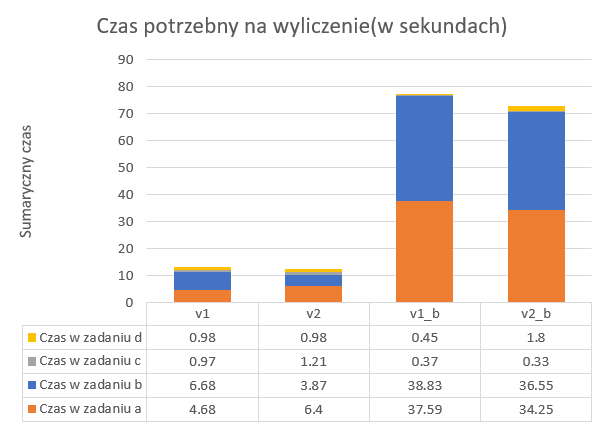 Czas potrzebny na wyliczenie(w sekundach)
Sumaryczny czas
90
80
70
60
50
40
30
20
10
0
v1 v2 v1_b v2_b
Czas w zadaniu d 0.98 0.98 0.45 1.8
Czas w zadaniu c 0.97 1.21 0.37 0.33
Czas w zadaniu b 6.68 3.87 38.83 36.55
Czas w zadaniu a 4.68 6.4 37.59 34.25